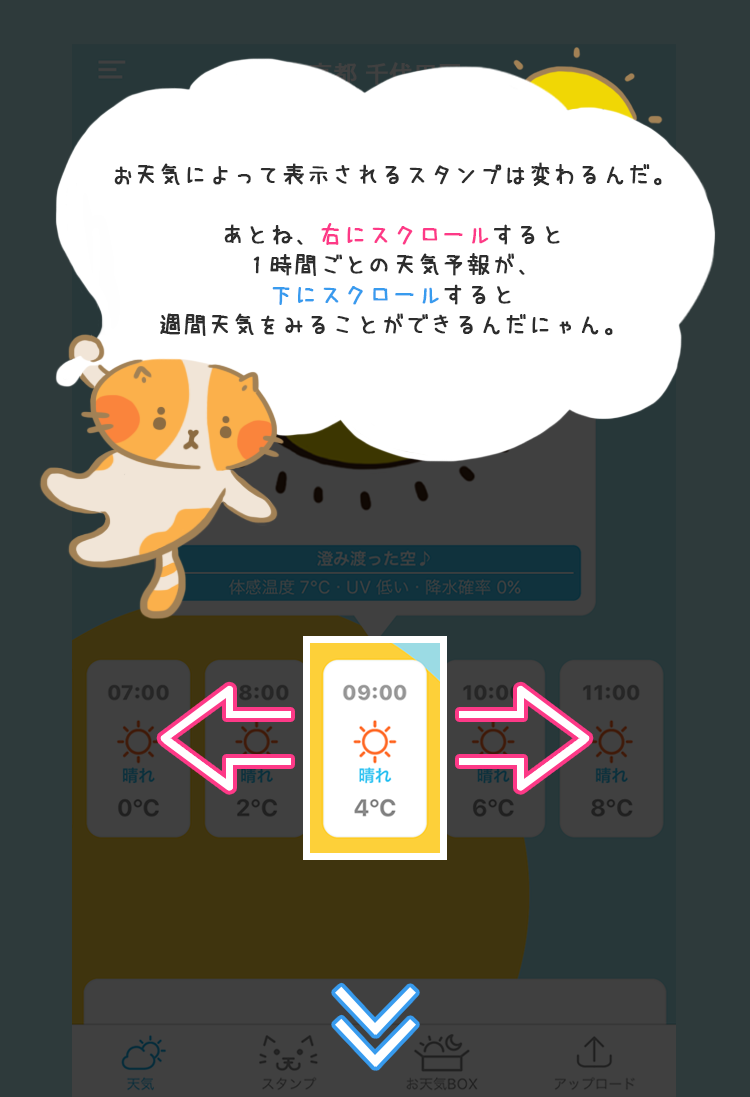 千代田区
お天気によって表示されるスタンプは変わるんだ。
あとね、右にスクロールすると
1時間ごとの天気予報が、
下にスクロールすると
週間天気をみることができるんだにゃん。
澄み渡った空♪
体感温度 7°C・UV 低い・降水確率 0%
07:00 8:00 09:00 10:00 11:00
晴れ 晴れ 晴れ 晴れ 晴れ
0°C 2°C 4°C 6°C 8°C
天気 スタンプ お天気BOX アップロード